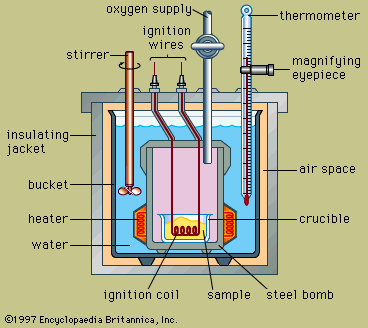 oxygen supply
ignition
wires
thermometer
stirrer
magnifying
eyepiece
insulating
jacket
air space
bucket
heater
crucible
water
ignition coil
sample
steel bomb
©1997 Encyclopaedia Britannica, Inc.